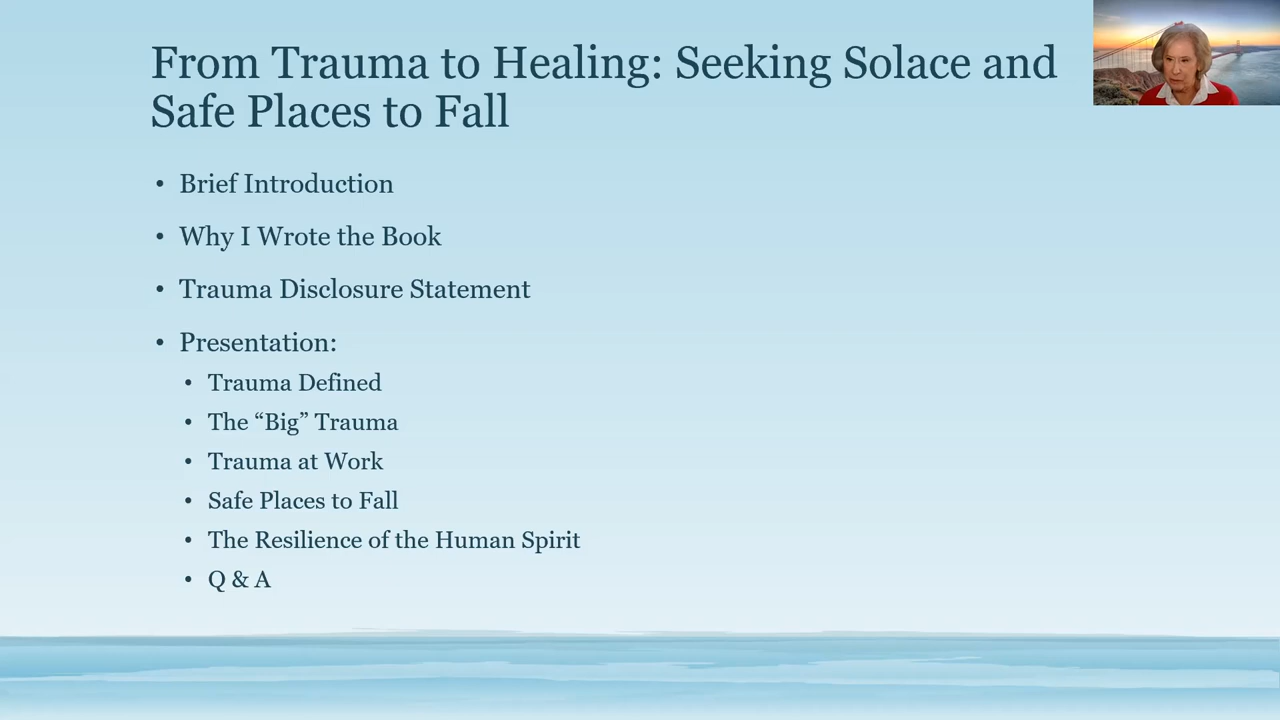 From Trauma to Healing: Seeking Solace and
Safe Places to Fall
• Brief Introduction
• Why I Wrote the Book
• Trauma Disclosure Statement
• Presentation:
• Trauma Defined
• The “Big” Trauma
• Trauma at Work
• Safe Places to Fall
• The Resilience of the Human Spirit
• Q & A